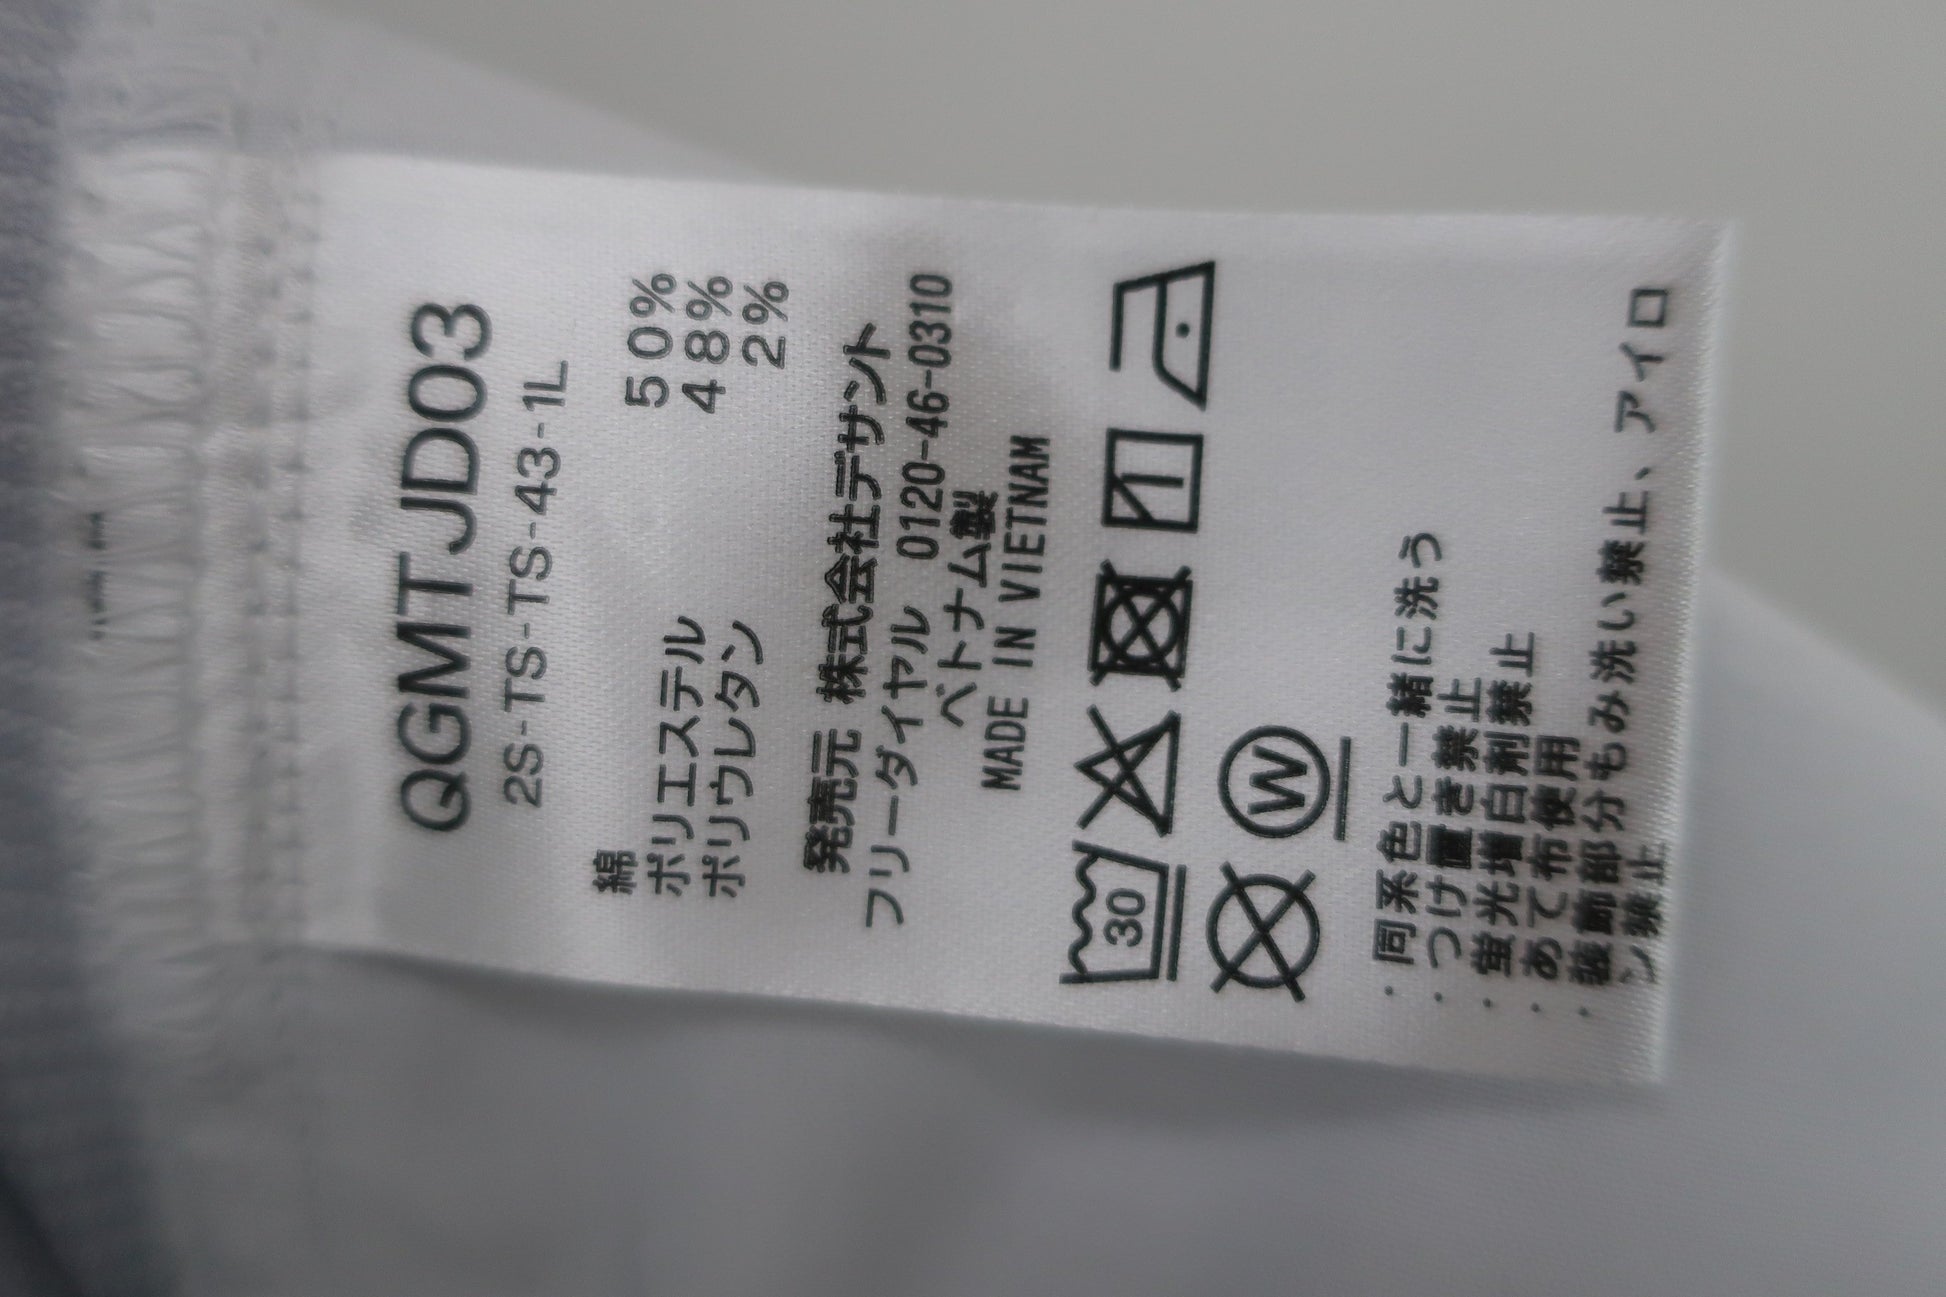 QGMTJD03
2S-TS-TS-43-1L
綿 50%
ポリエステル 48%
ポリウレタン 2%
発売元 株式会社デサント
フリーダイヤル 0120-46-0310
ベトナム製
MADE IN VIETNAM
30
W
・同系色と一緒に洗う
・つけ置き禁止
・蛍光増白剤禁止
・あて布使用
・装飾部分もみ洗い禁止、アイロ
ン禁止